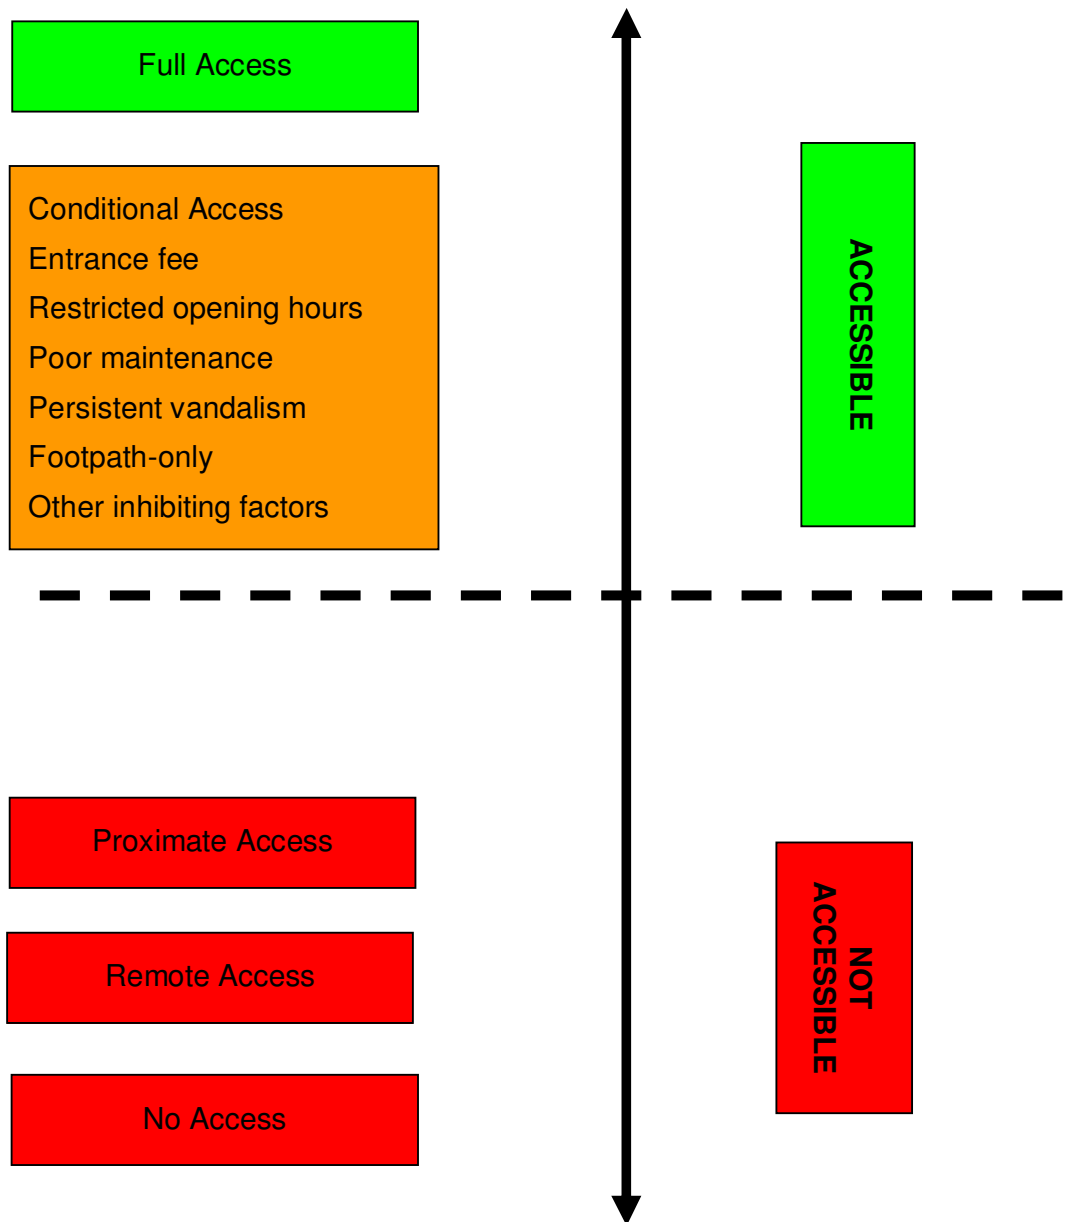 Full Access
Conditional Access
Entrance fee
Restricted opening hours
Poor maintenance
Persistent vandalism
Footpath-only
Other inhibiting factors
ACCESSIBLE
Proximate Access
Remote Access
No Access
NOT
ACCESSIBLE